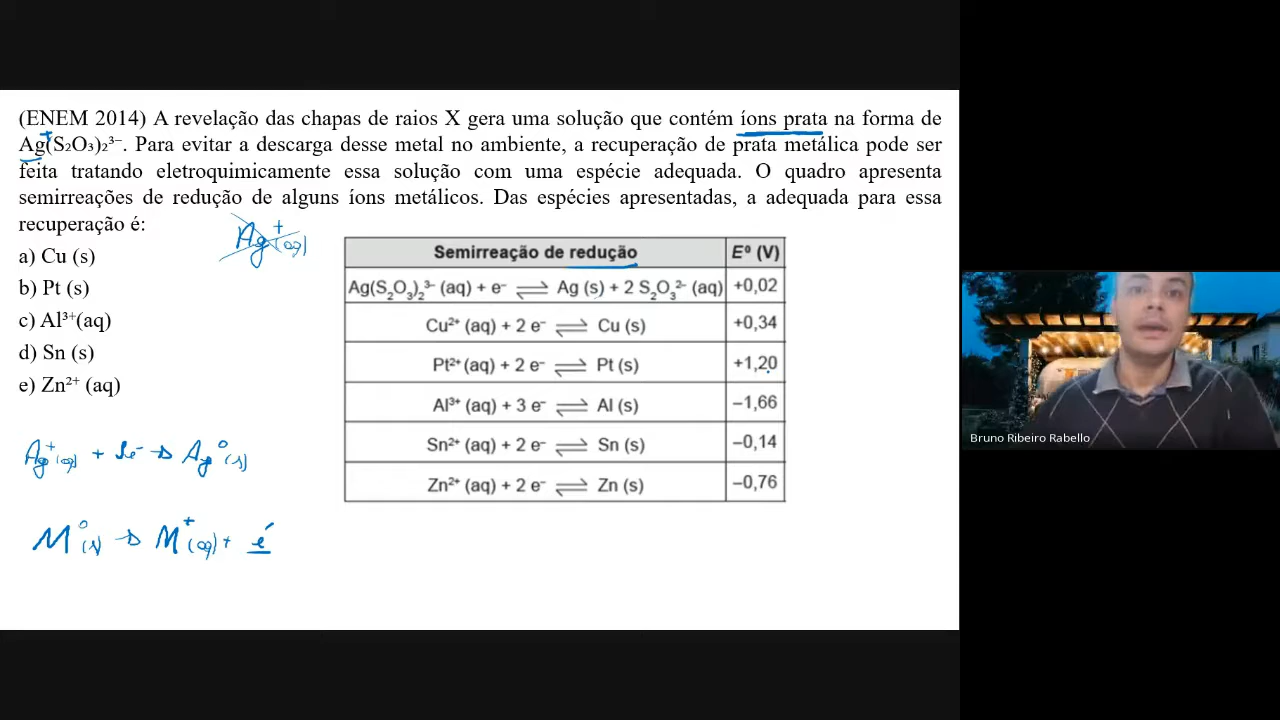 (ENEM 2014) A revelação das chapas de raios X gera uma solução que contém íons prata na forma de
Ag⁺(S₂O₃)₂³⁻. Para evitar a descarga desse metal no ambiente, a recuperação de prata metálica pode ser
feita tratando eletroquimicamente essa solução com uma espécie adequada. O quadro apresenta
semirreações de redução de alguns íons metálicos. Das espécies apresentadas, a adequada para essa
recuperação é:
Ag⁺(aq)
a) Cu (s)
b) Pt (s)
c) Al³⁺(aq)
d) Sn (s)
e) Zn²⁺ (aq)
Semirreação de redução E⁰ (V)
Ag(S₂O₃)₂³⁻ (aq) + e⁻ ⇌ Ag (s) + 2 S₂O₃²⁻ (aq) +0,02
Cu²⁺ (aq) + 2 e⁻ ⇌ Cu (s) +0,34
Pt²⁺ (aq) + 2 e⁻ ⇌ Pt (s) +1,20
Al³⁺ (aq) + 3 e⁻ ⇌ Al (s) –1,66
Sn²⁺ (aq) + 2 e⁻ ⇌ Sn (s) –0,14
Zn²⁺ (aq) + 2 e⁻ ⇌ Zn (s) –0,76
Ag⁺(aq) + 1e⁻ → Ag⁰(s)
M⁰(s) → M⁺(aq) + e⁻
Bruno Ribeiro Rabello